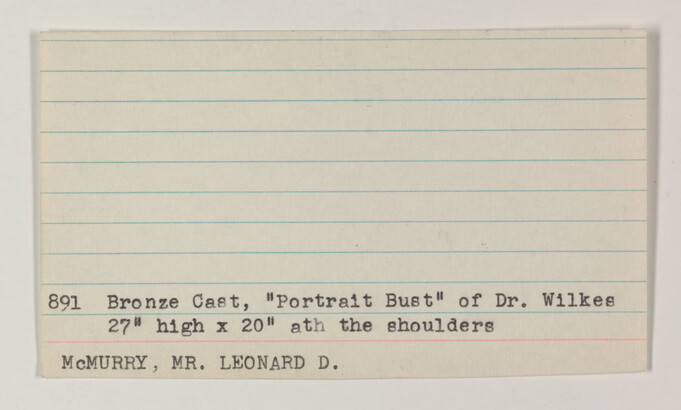 891 Bronze Cast, "Portrait Bust" of Dr. Wilkes
27" high x 20" ath the shoulders
McMURRY, MR. LEONARD D.